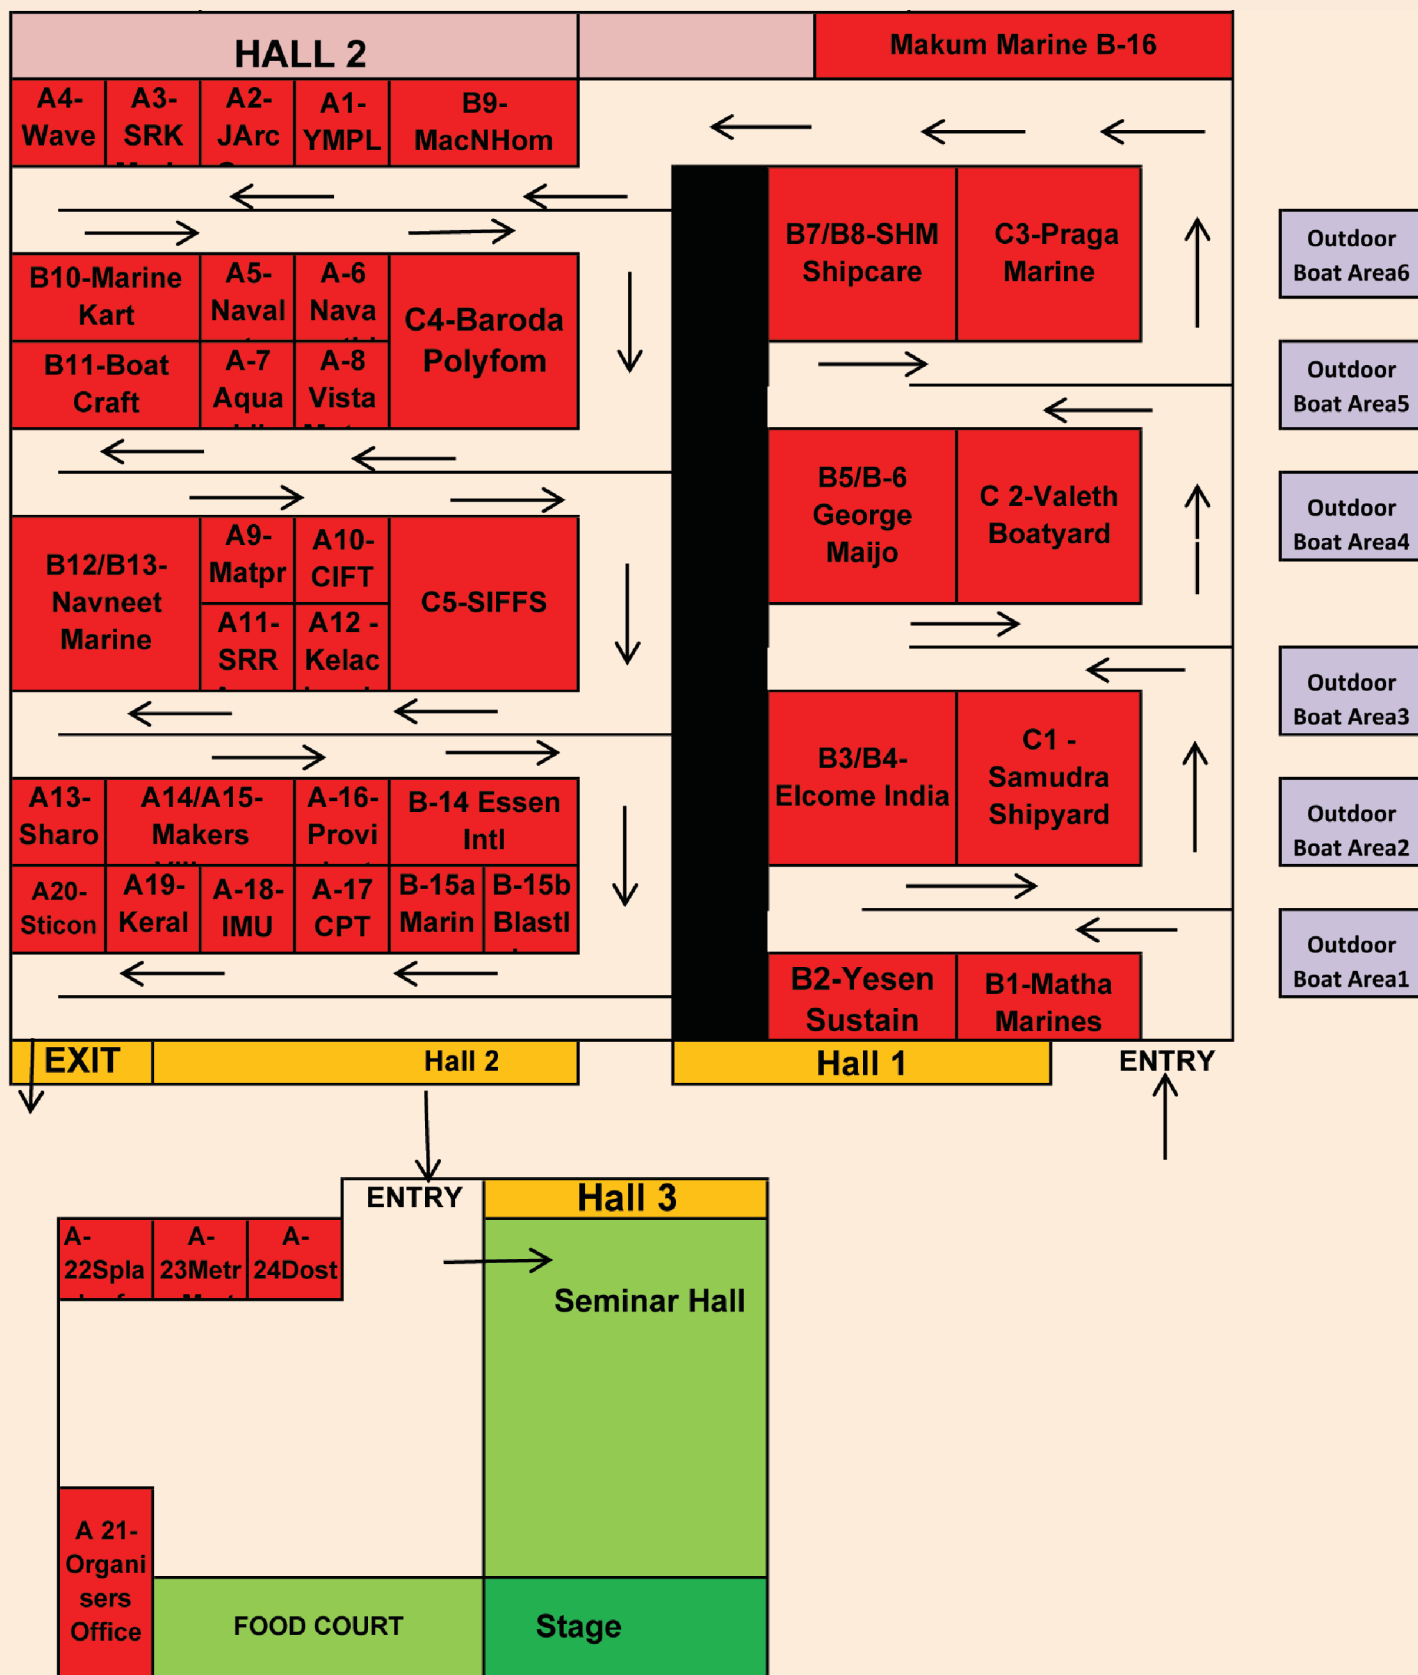 HALL 2
Makum Marine B-16
A4-
Wave
A3-
SRK
A2-
JArc
A1-
YMPL
B9-
MacNHom
B7/B8-SHM
Shipcare
C3-Praga
Marine
Outdoor
Boat Area6
B10-Marine
Kart
A5-
Naval
A-6
Nava
C4-Baroda
Polyfom
B11-Boat
Craft
A-7
Aqua
A-8
Vista
Outdoor
Boat Area5
B5/B-6
George
Maijo
C 2-Valeth
Boatyard
Outdoor
Boat Area4
B12/B13-
Navneet
Marine
A9-
Matpr
A10-
CIFT
C5-SIFFS
A11-
SRR
A12 -
Kelac
Outdoor
Boat Area3
B3/B4-
Elcome India
C1 -
Samudra
Shipyard
A13-
Sharo
A14/A15-
Makers
A-16-
Provi
B-14 Essen
Intl
Outdoor
Boat Area2
A20-
Sticon
A19-
Keral
A-18-
IMU
A-17
CPT
B-15a
Marin
B-15b
Blastl
Outdoor
Boat Area1
B2-Yesen
Sustain
B1-Matha
Marines
EXIT
Hall 2
Hall 1
ENTRY
ENTRY
Hall 3
A-
22Spla
A-
23Metr
A-
24Dost
Seminar Hall
A 21-
Organi
sers
Office
FOOD COURT
Stage